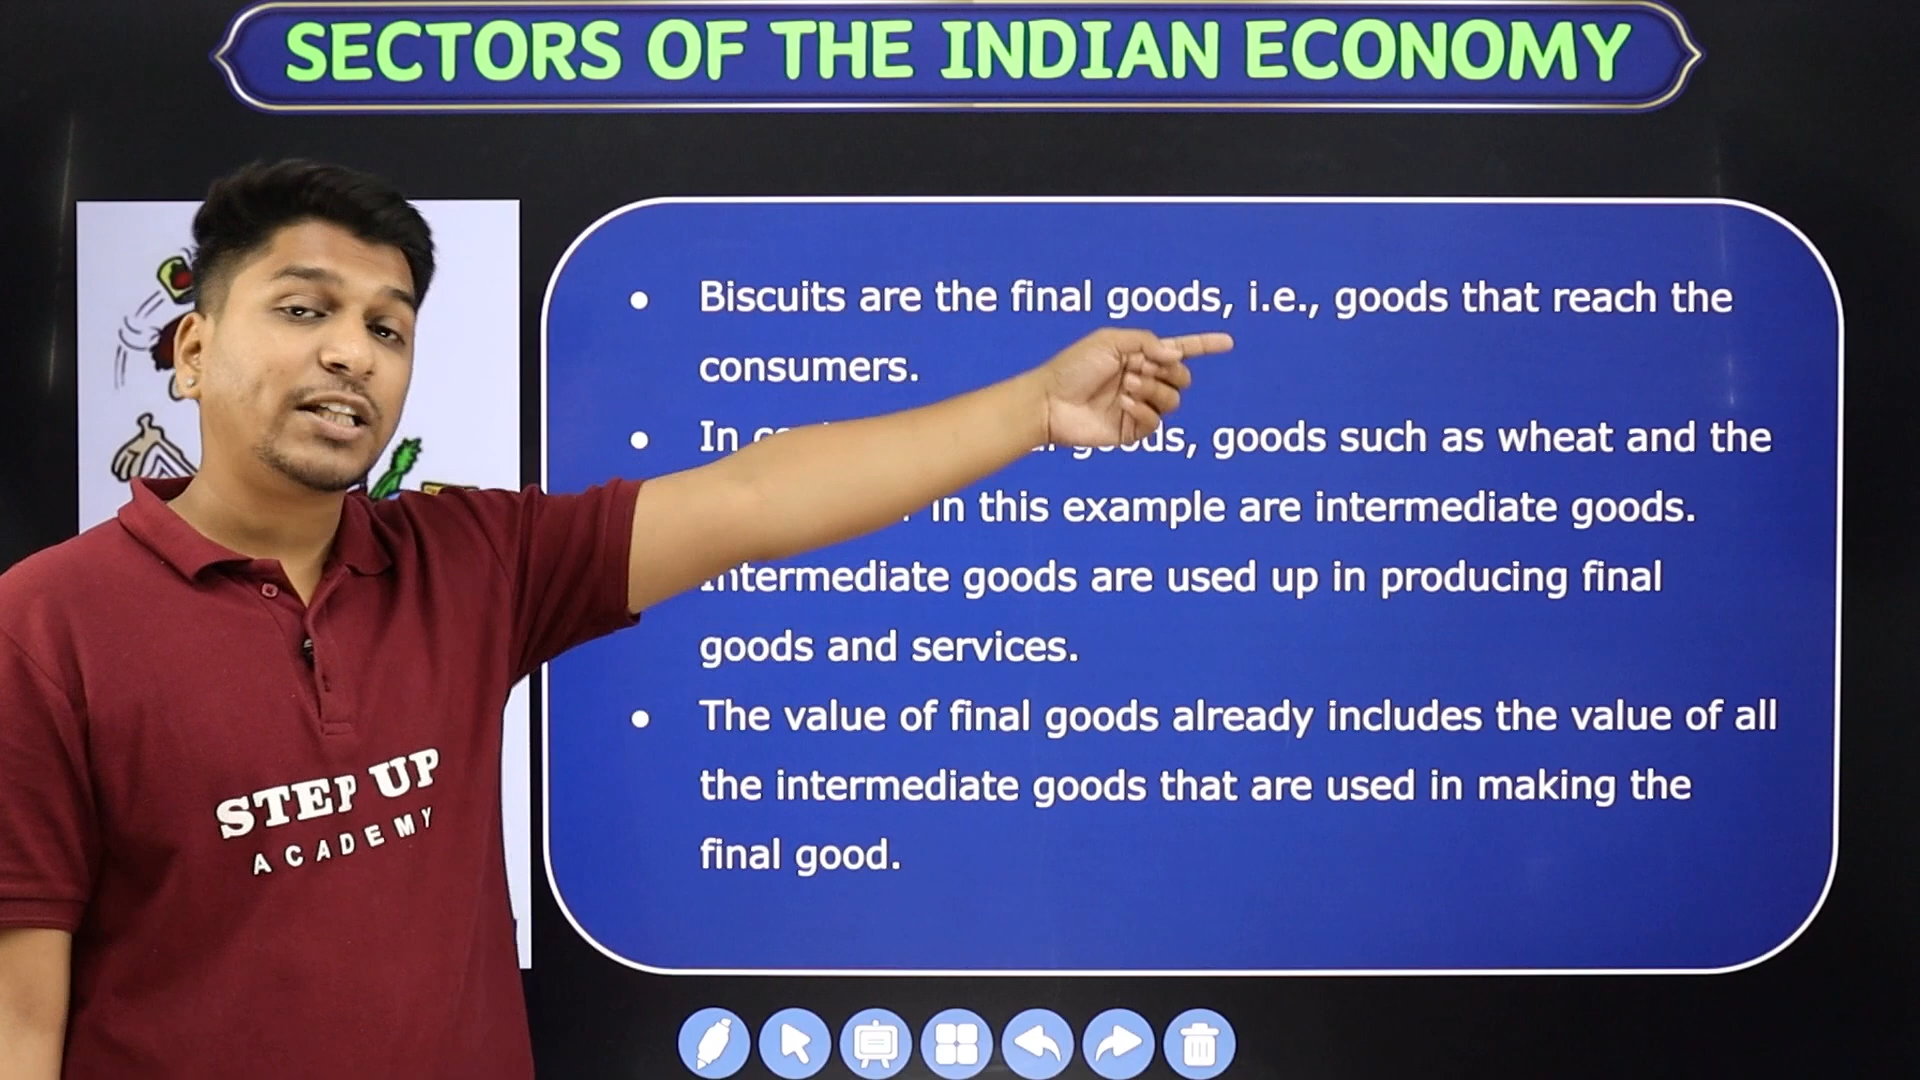 SECTORS OF THE INDIAN ECONOMY
Biscuits are the final goods, i.e., goods that reach the
consumers.
In goods, goods such as wheat and the
in this example are intermediate goods.
Intermediate goods are used up in producing final
goods and services.
The value of final goods already includes the value of all
the intermediate goods that are used in making the
final good.
STEP UP
ACADEMY